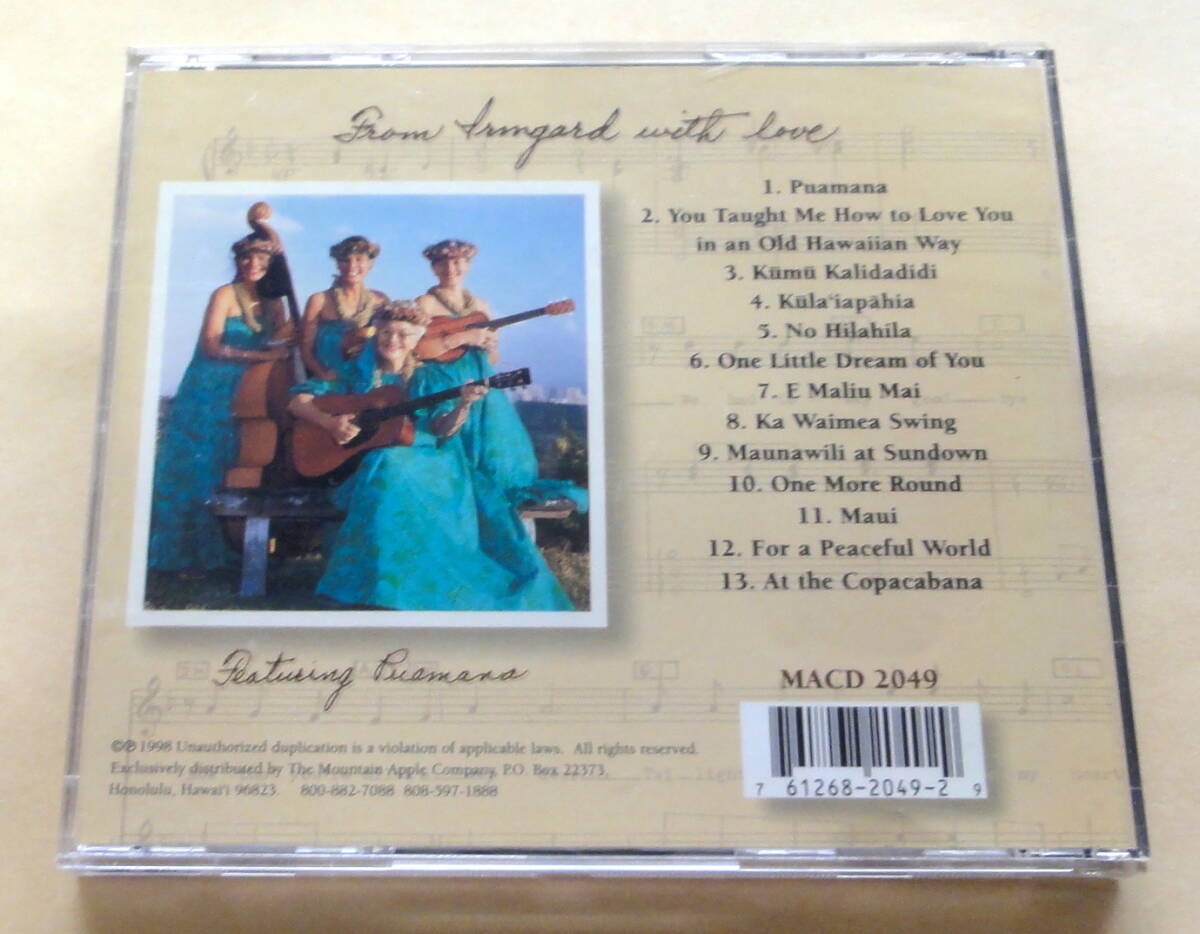 From Irmgard with love
1. Puamana
2. You Taught Me How to Love You
in an Old Hawaiian Way
3. Kūmū Kalidadidi
4. Kūla‘iapāhia
5. No Hilahila
6. One Little Dream of You
7. E Maliu Mai
8. Ka Waimea Swing
9. Maunawili at Sundown
10. One More Round
11. Maui
12. For a Peaceful World
13. At the Copacabana
Featuring Puamana
MACD 2049
©℗ 1998 Unauthorized duplication is a violation of applicable laws. All rights reserved.
Exclusively distributed by The Mountain Apple Company, P.O. Box 22373,
Honolulu, Hawai‘i 96823. 800-882-7088 808-597-1888
7 61268-2049-2 9